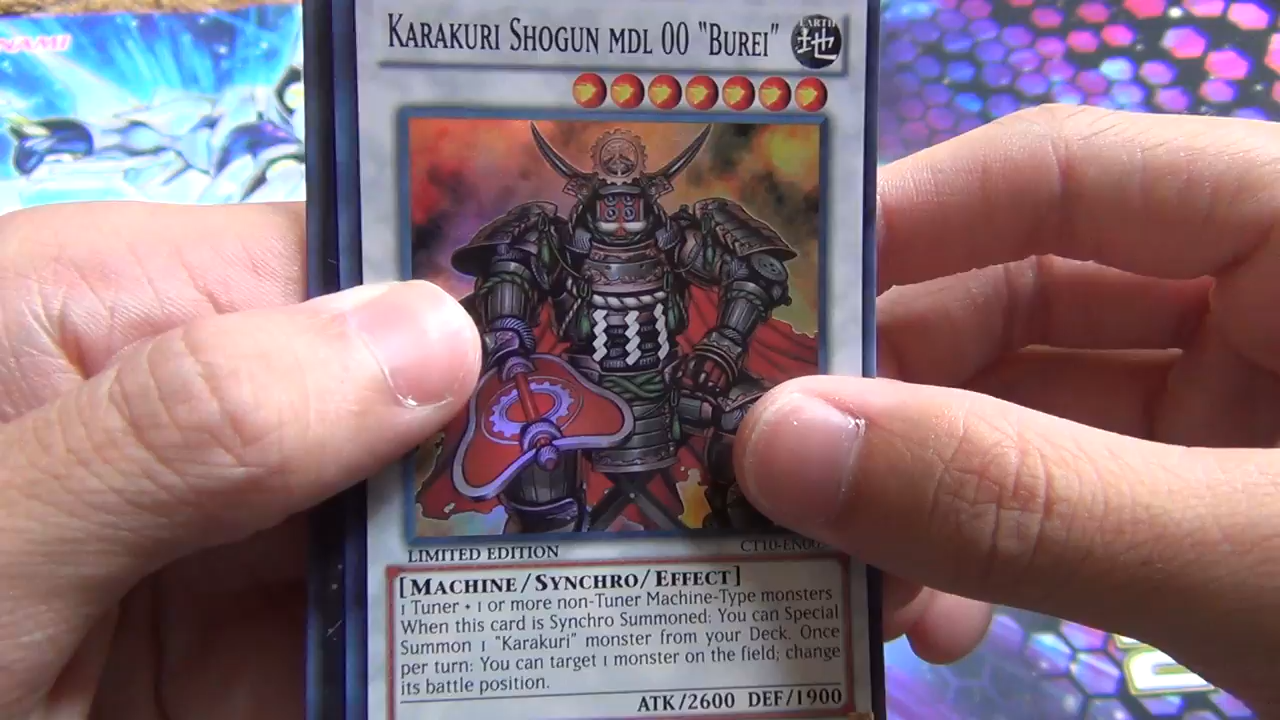 KONAMI
KARAKURI SHOGUN MDL 00 "BUREI"
EARTH
地
LIMITED EDITION
[MACHINE/SYNCHRO/EFFECT]
1 Tuner + 1 or more non-Tuner Machine-Type monsters
When this card is Synchro Summoned: You can Special
Summon 1 "Karakuri" monster from your Deck. Once
per turn: You can target 1 monster on the field; change
its battle position.
ATK/2600 DEF/1900